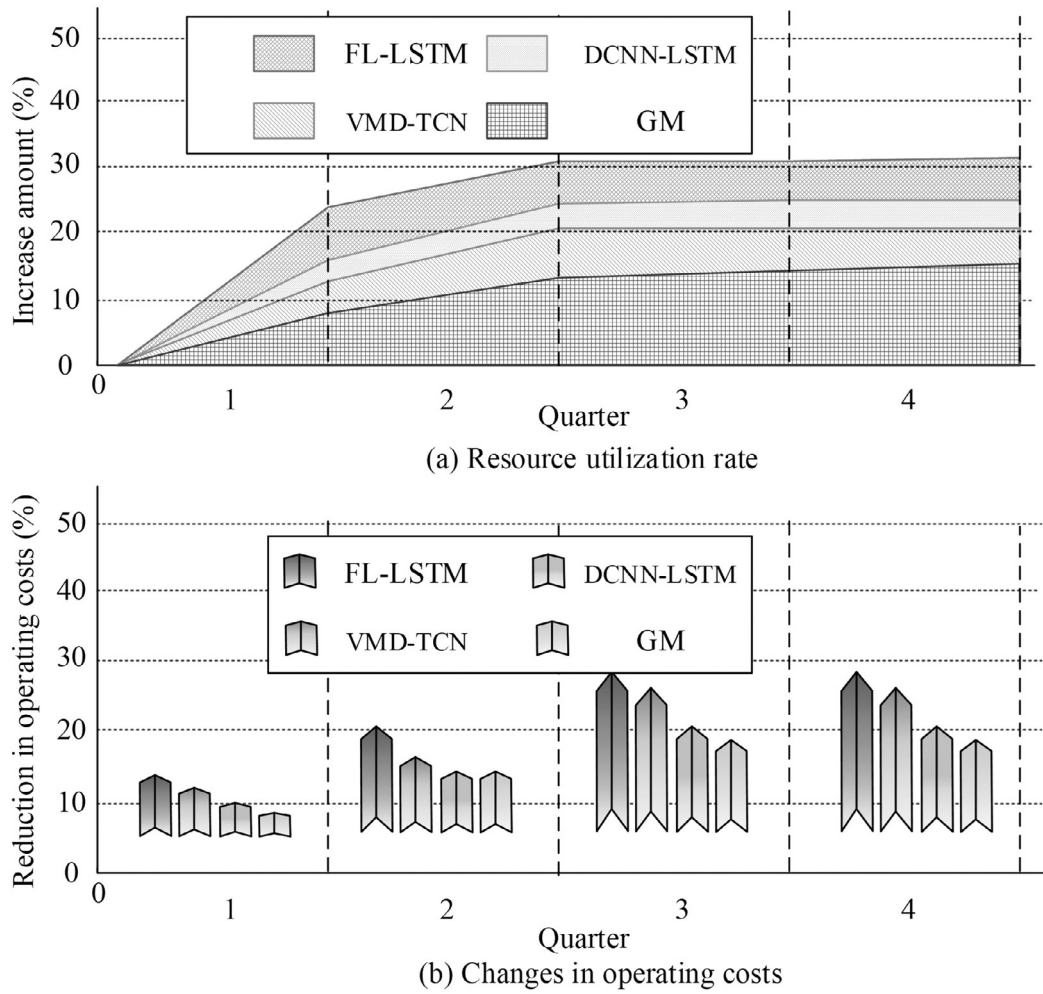 50
40
30
20
10
0
Increase amount (%)
FL-LSTM
DCNN-LSTM
VMD-TCN
GM
0
1
2
3
4
Quarter
(a) Resource utilization rate
50
40
30
20
10
0
Reduction in operating costs (%)
FL-LSTM
DCNN-LSTM
VMD-TCN
GM
0
1
2
3
4
Quarter
(b) Changes in operating costs